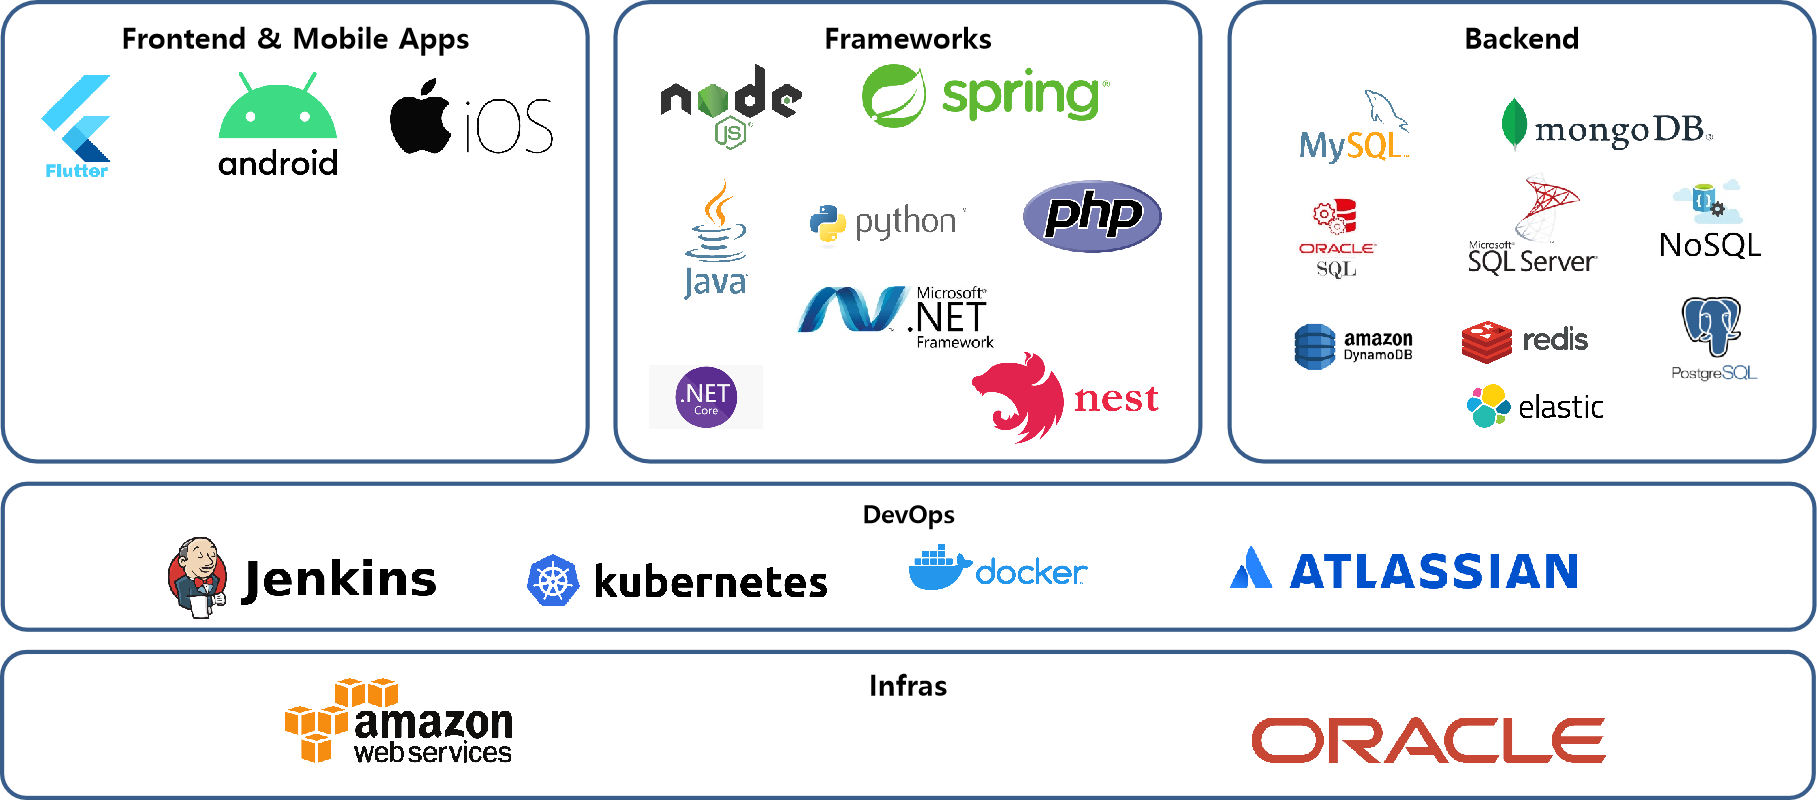 Frontend & Mobile Apps
Flutter
android
iOS
Frameworks
node
JS
spring
Java
python
php
Microsoft
.NET
Framework
.NET
Core
nest
Backend
MySQL
mongoDB
ORACLE
SQL
Microsoft
SQL Server
NoSQL
amazon
DynamoDB
redis
PostgreSQL
elastic
DevOps
Jenkins
kubernetes
docker
ATLASSIAN
Infras
amazon
web services
ORACLE